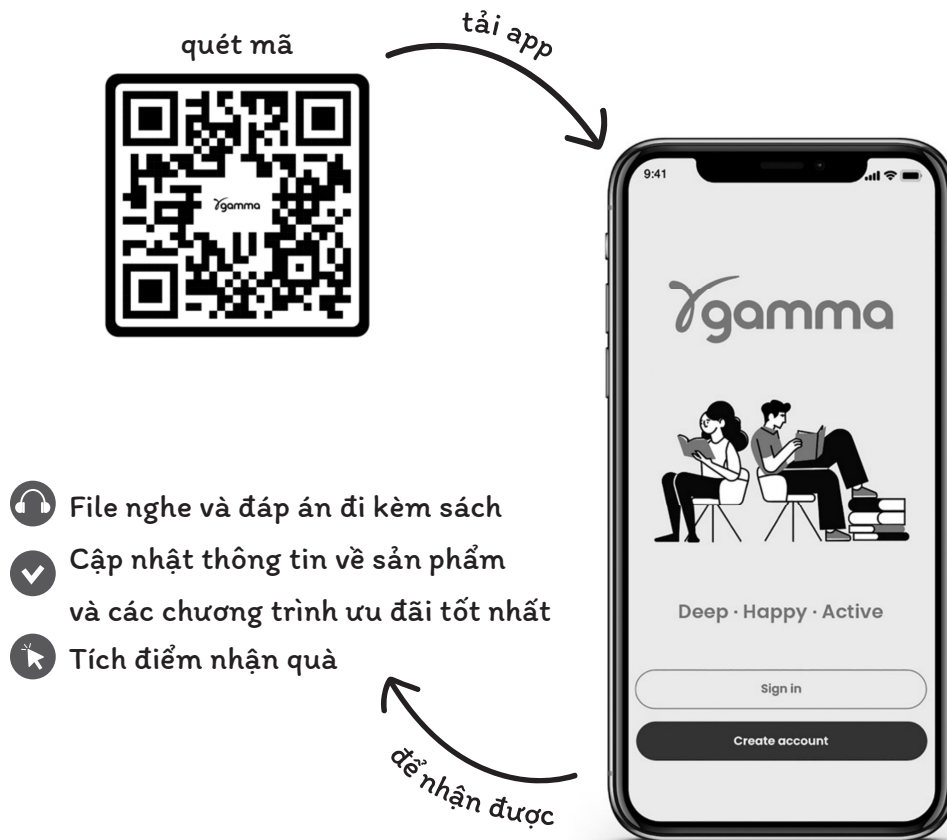 quét mã
tải app
gamma
9:41
gamma
Deep · Happy · Active
Sign in
Create account
để nhận được
File nghe và đáp án đi kèm sách
Cập nhật thông tin về sản phẩm
và các chương trình ưu đãi tốt nhất
Tích điểm nhận quà